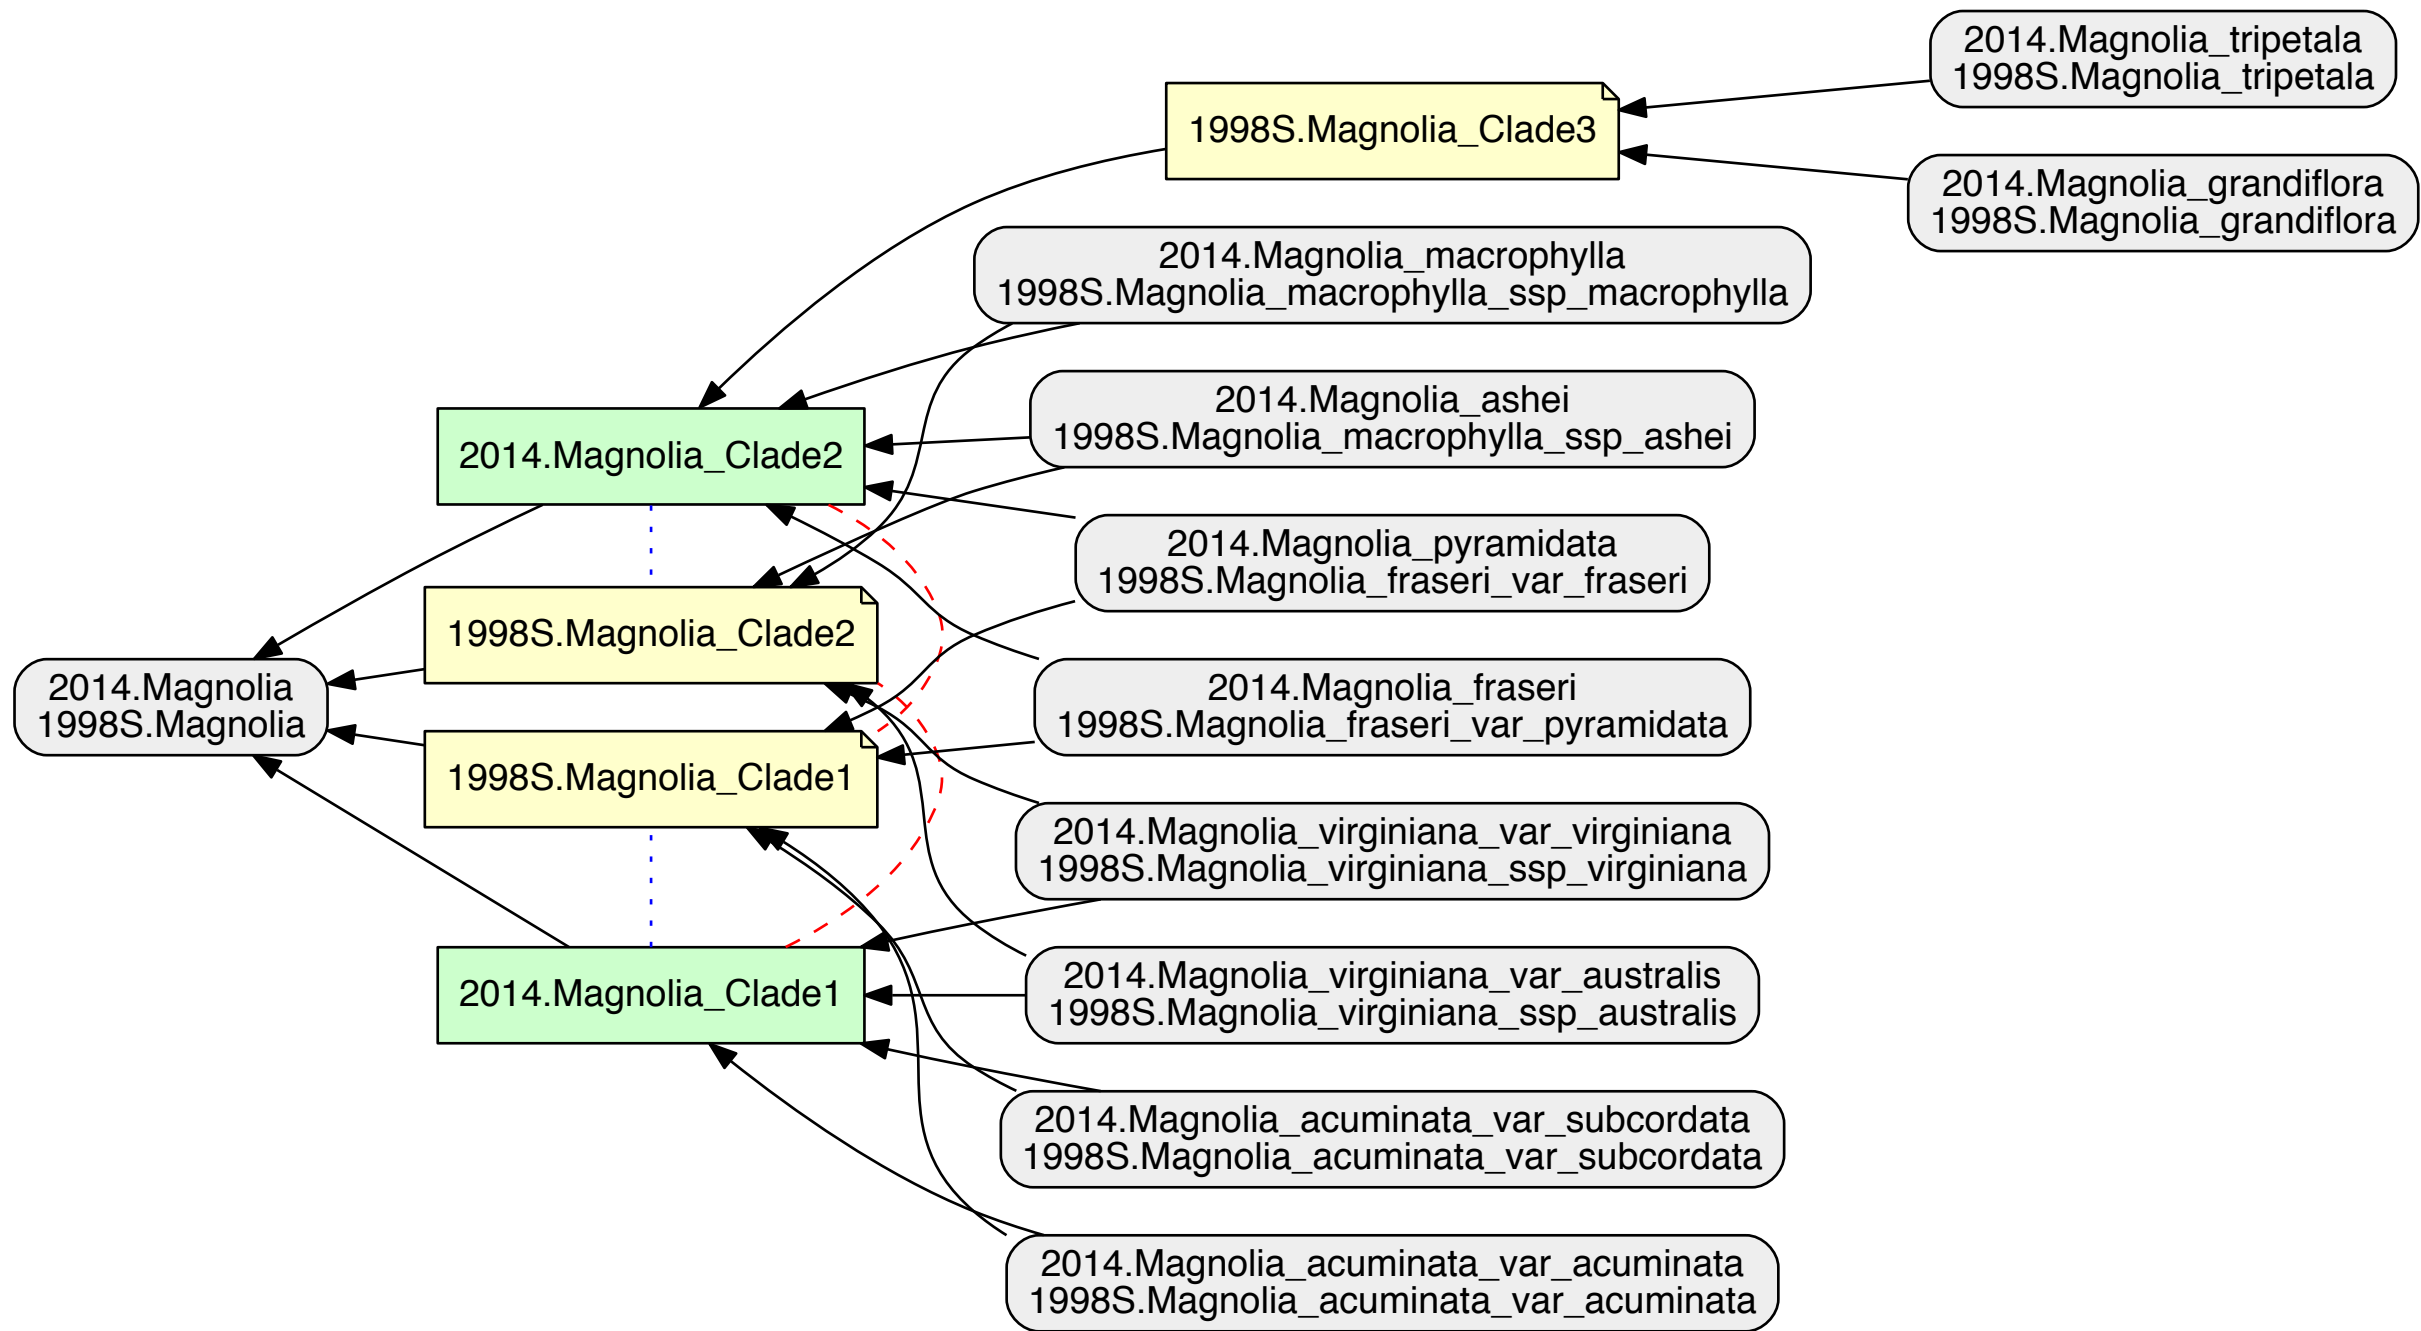 2014.Magnolia_tripetala
1998S.Magnolia_tripetala
1998S.Magnolia_Clade3
2014.Magnolia_grandiflora
1998S.Magnolia_grandiflora
2014.Magnolia_macrophylla
1998S.Magnolia_macrophylla_ssp_macrophylla
2014.Magnolia_ashei
1998S.Magnolia_macrophylla_ssp_ashei
2014.Magnolia_Clade2
2014.Magnolia_pyramidata
1998S.Magnolia_fraseri_var_fraseri
1998S.Magnolia_Clade2
2014.Magnolia
1998S.Magnolia
2014.Magnolia_fraseri
1998S.Magnolia_fraseri_var_pyramidata
1998S.Magnolia_Clade1
2014.Magnolia_virginiana_var_virginiana
1998S.Magnolia_virginiana_ssp_virginiana
2014.Magnolia_Clade1
2014.Magnolia_virginiana_var_australis
1998S.Magnolia_virginiana_ssp_australis
2014.Magnolia_acuminata_var_subcordata
1998S.Magnolia_acuminata_var_subcordata
2014.Magnolia_acuminata_var_acuminata
1998S.Magnolia_acuminata_var_acuminata